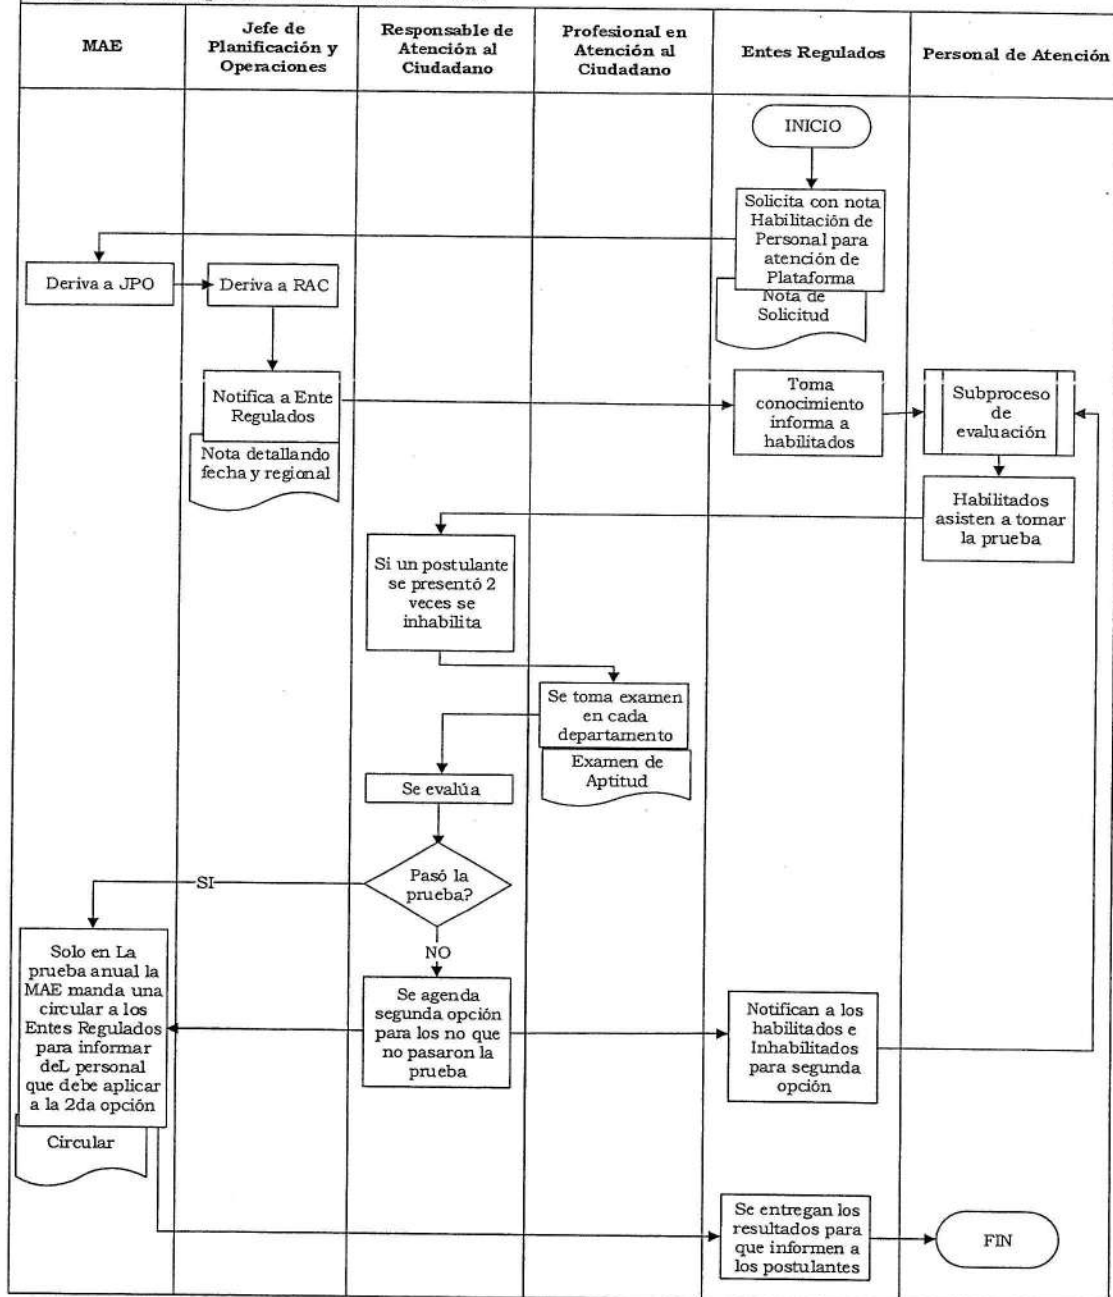 MAE
Jefe de
Planificación y
Operaciones
Responsable de
Atención al
Ciudadano
Profesional en
Atención al
Ciudadano
Entes Regulados
Personal de Atención
INICIO
Solicita con nota
Habilitación de
Personal para
atención de
Plataforma
Nota de
Solicitud
Deriva a JPO
Deriva a RAC
Notifica a Ente
Regulados
Nota detallando
fecha y regional
Toma
conocimiento
informa a
habilitados
Subproceso
de
evaluación
Habilitados
asisten a tomar
la prueba
Si un postulante
se presentó 2
veces se
inhabilita
Se toma examen
en cada
departamento
Examen de
Aptitud
Se evalúa
Pasó la
prueba?
SI
NO
Solo en La
prueba anual la
MAE manda una
circular a los
Entes Regulados
para informar
deL personal
que debe aplicar
a la 2da opción
Circular
Se agenda
segunda opción
para los no que
no pasaron la
prueba
Notifican a los
habilitados e
Inhabilitados
para segunda
opción
Se entregan los
resultados para
que informen a
los postulantes
FIN